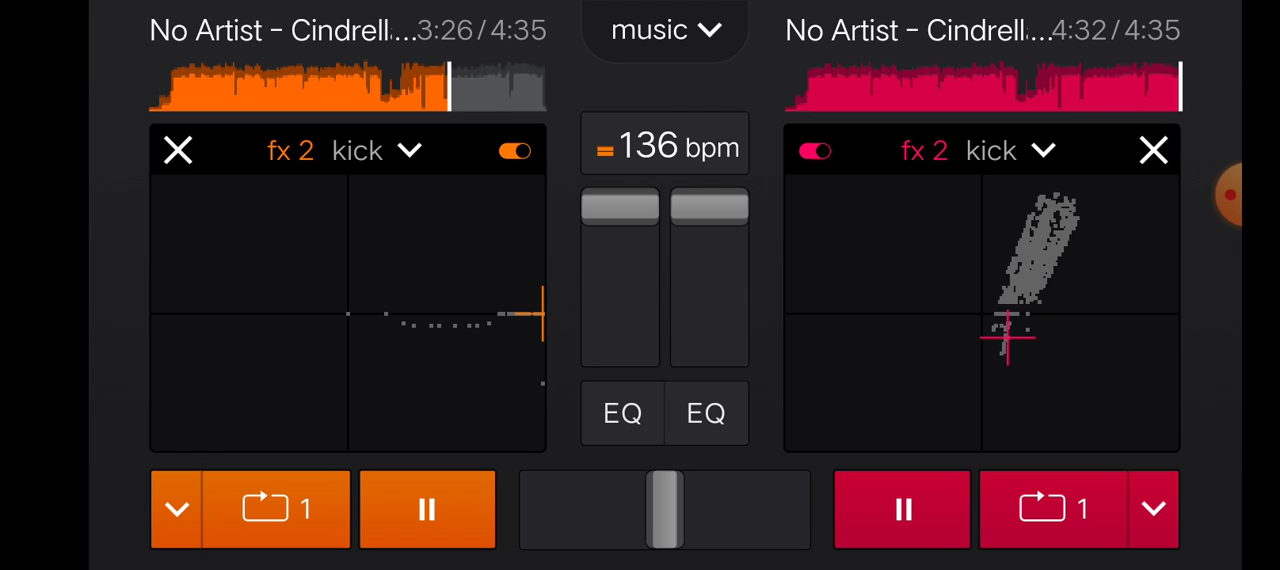 No Artist - Cindrell...3:26/4:35
music
No Artist - Cindrell...4:32/4:35
fx 2 kick
=136 bpm
fx 2 kick
EQ EQ
1
1